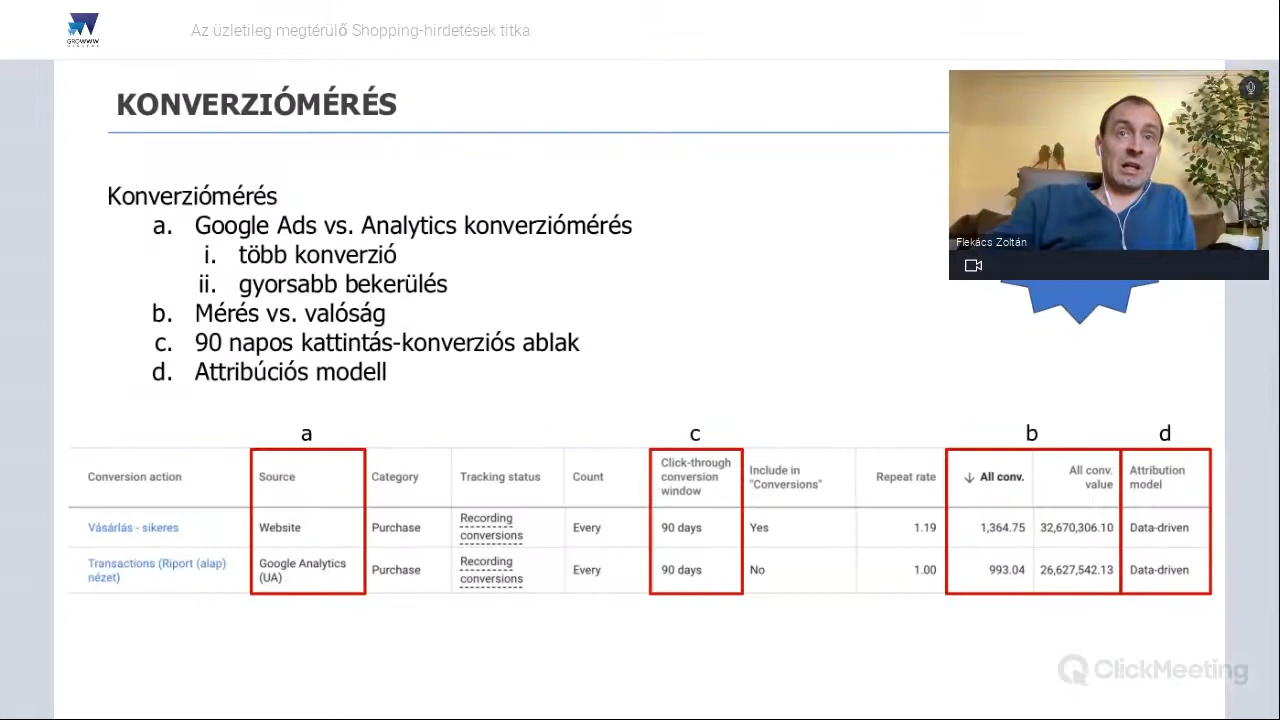 GROWWW
DIGITAL
Az üzletileg megtérülő Shopping-hirdetések titka
KONVERZIÓMÉRÉS
Flekács Zoltán
Konverziómérés
a. Google Ads vs. Analytics konverziómérés
i. több konverzió
ii. gyorsabb bekerülés
b. Mérés vs. valóság
c. 90 napos kattintás-konverziós ablak
d. Attribúciós modell
a c b d
Conversion action Source Category Tracking status Count Click-through conversion window Include in "Conversions" Repeat rate ↓ All conv. All conv. value Attribution model
Vásárlás - sikeres Website Purchase Recording conversions Every 90 days Yes 1.19 1,364.75 32,670,306.10 Data-driven
Transactions (Riport (alap) nézet) Google Analytics (UA) Purchase Recording conversions Every 90 days No 1.00 993.04 26,627,542.13 Data-driven
ClickMeeting